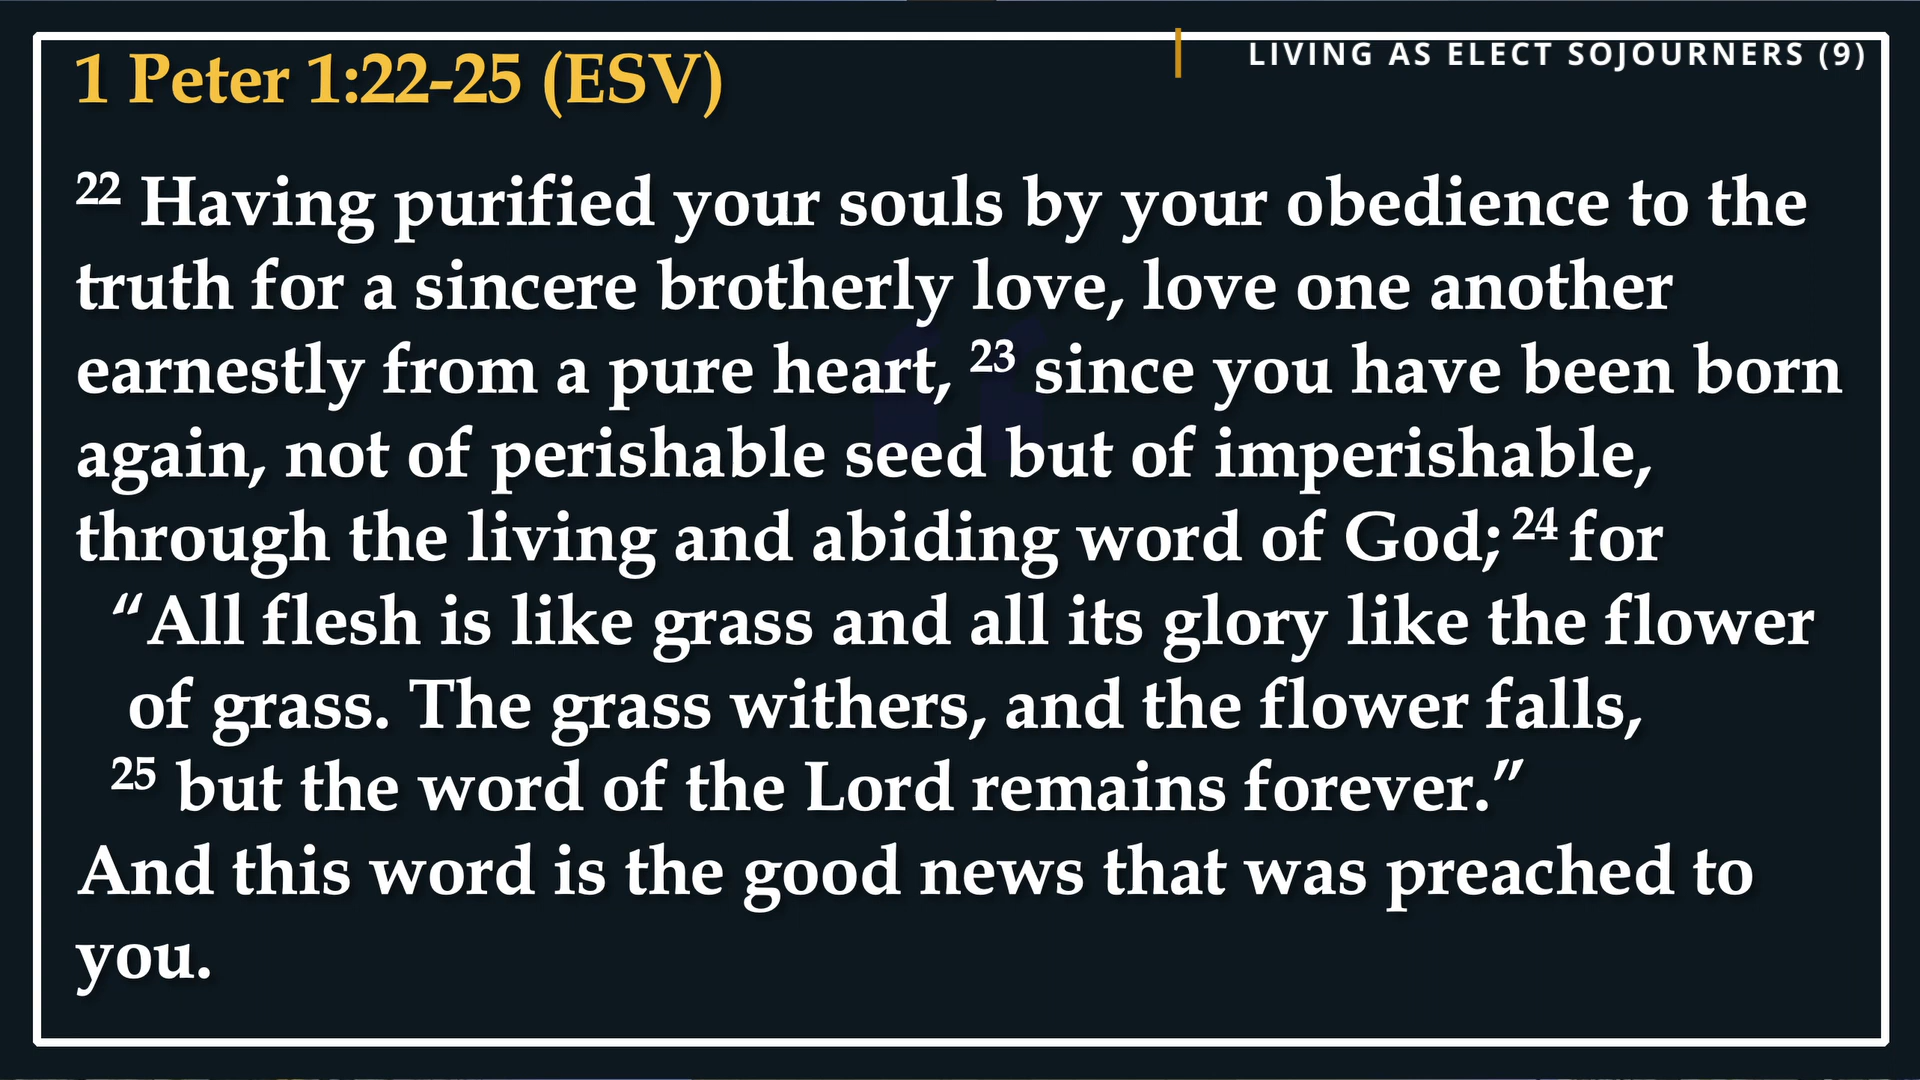 1 Peter 1:22-25 (ESV)
LIVING AS ELECT SOJOURNERS (9)
22 Having purified your souls by your obedience to the
truth for a sincere brotherly love, love one another
earnestly from a pure heart, 23 since you have been born
again, not of perishable seed but of imperishable,
through the living and abiding word of God; 24 for
“All flesh is like grass and all its glory like the flower
of grass. The grass withers, and the flower falls,
25 but the word of the Lord remains forever.”
And this word is the good news that was preached to
you.